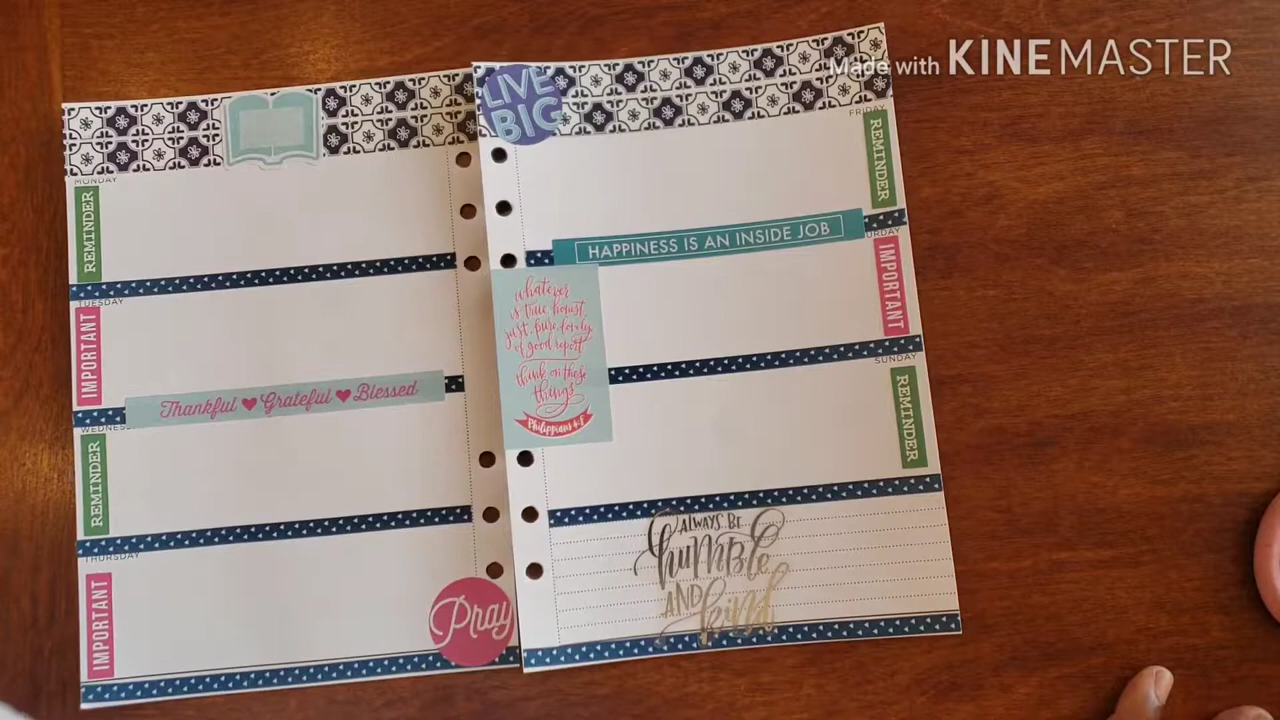 Made with KINEMASTER
MONDAY
REMINDER
TUESDAY
IMPORTANT
Thankful Grateful Blessed
WEDNES
REMINDER
THURSDAY
IMPORTANT
Pray
LIVE
BIG
FRIDAY
REMINDER
HAPPINESS IS AN INSIDE JOB
URDAY
IMPORTANT
whatever
is true, honest,
just, pure, lovely
of good report
think on these
things
Philippians 4:8
SUNDAY
REMINDER
ALWAYS BE
humble
AND kind